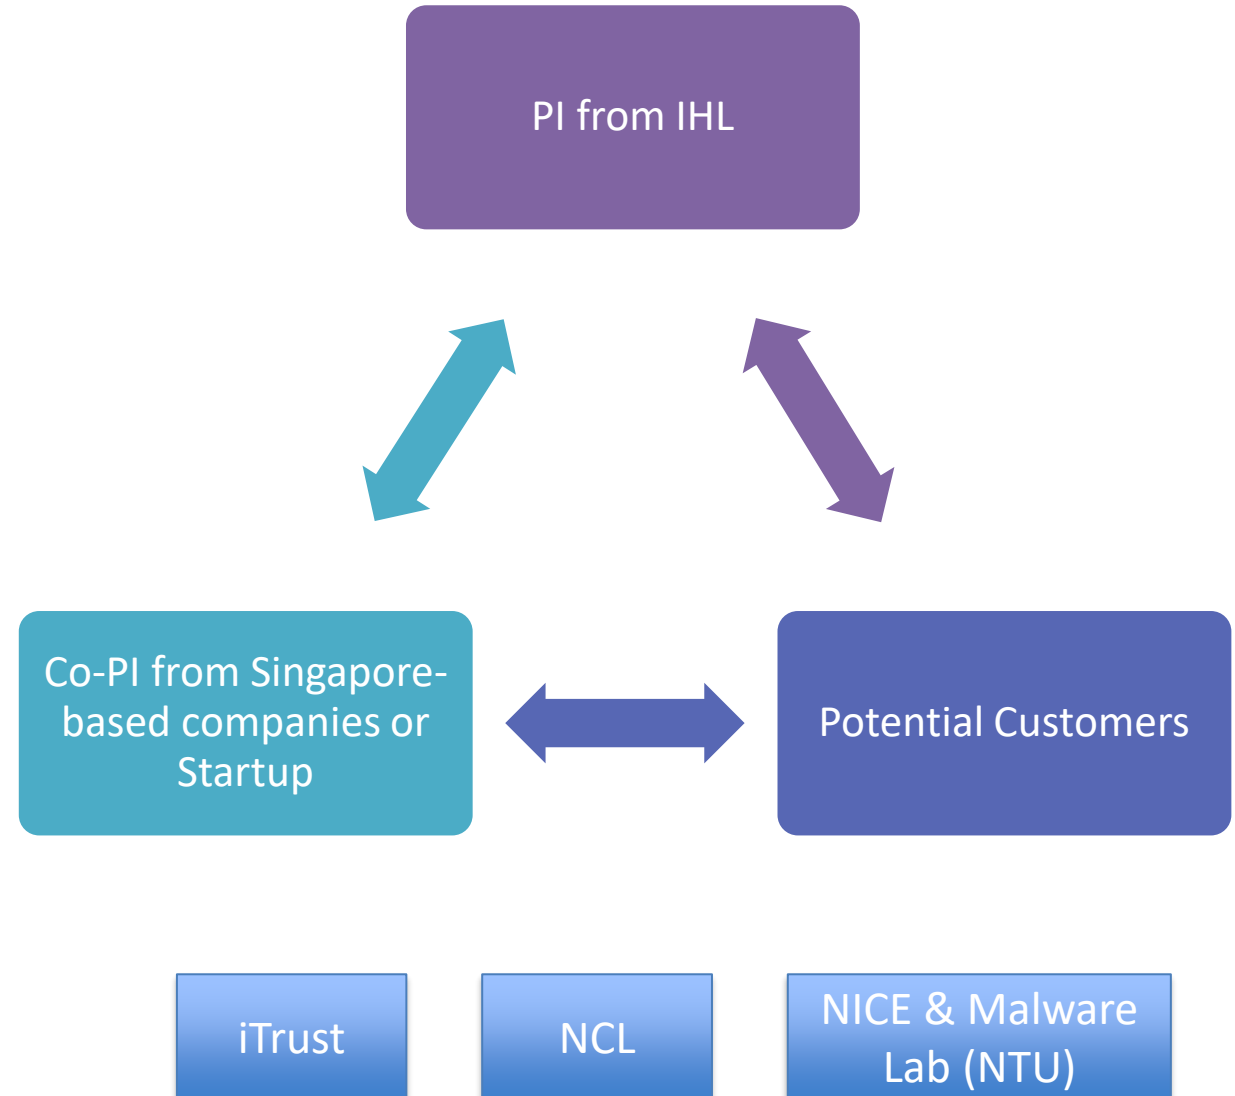 PI from IHL
Co-PI from Singapore-
based companies or
Startup
Potential Customers
iTrust
NCL
NICE & Malware
Lab (NTU)